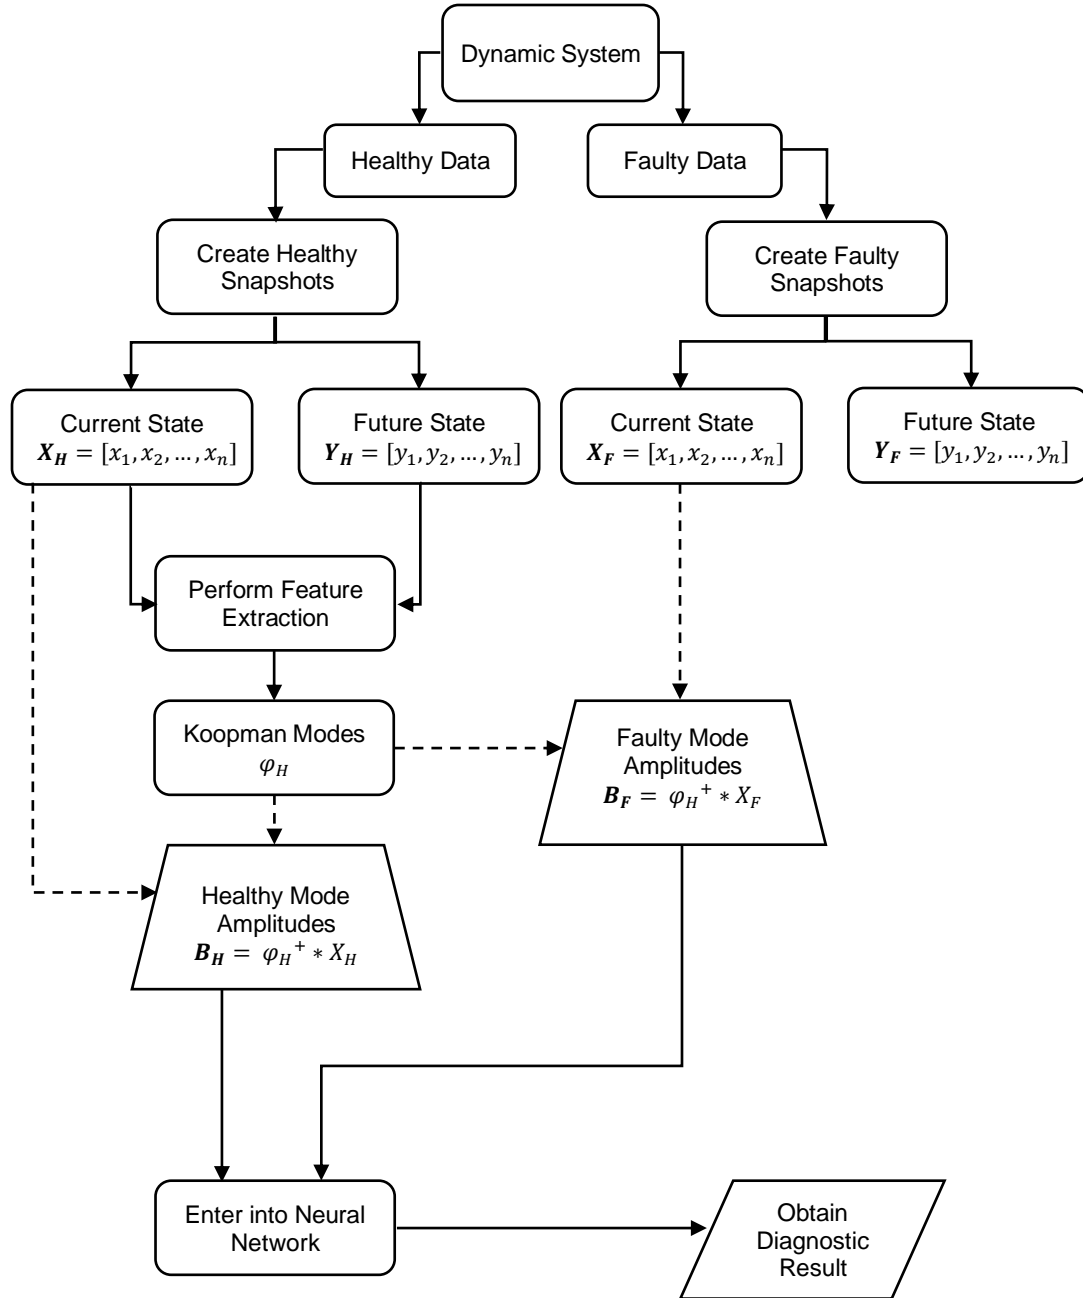 Dynamic System
Healthy Data
Faulty Data
Create Healthy
Snapshots
Create Faulty
Snapshots
Current State
X_H = [x_1, x_2, …, x_n]
Future State
Y_H = [y_1, y_2, …, y_n]
Current State
X_F = [x_1, x_2, …, x_n]
Future State
Y_F = [y_1, y_2, …, y_n]
Perform Feature
Extraction
Koopman Modes
φ_H
Faulty Mode
Amplitudes
B_F = φ_H^+ * X_F
Healthy Mode
Amplitudes
B_H = φ_H^+ * X_H
Enter into Neural
Network
Obtain
Diagnostic
Result